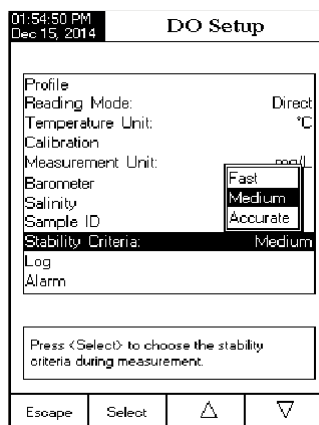 01:54:50 PM
Dec 15, 2014
DO Setup
Profile
Reading Mode: Direct
Temperature Unit: °C
Calibration
Measurement Unit: mg/L
Barometer
Salinity
Sample ID
Fast
Medium
Accurate
Stability Criteria: Medium
Log
Alarm
Press <Select> to choose the stability
criteria during measurement.
Escape Select △ ▽